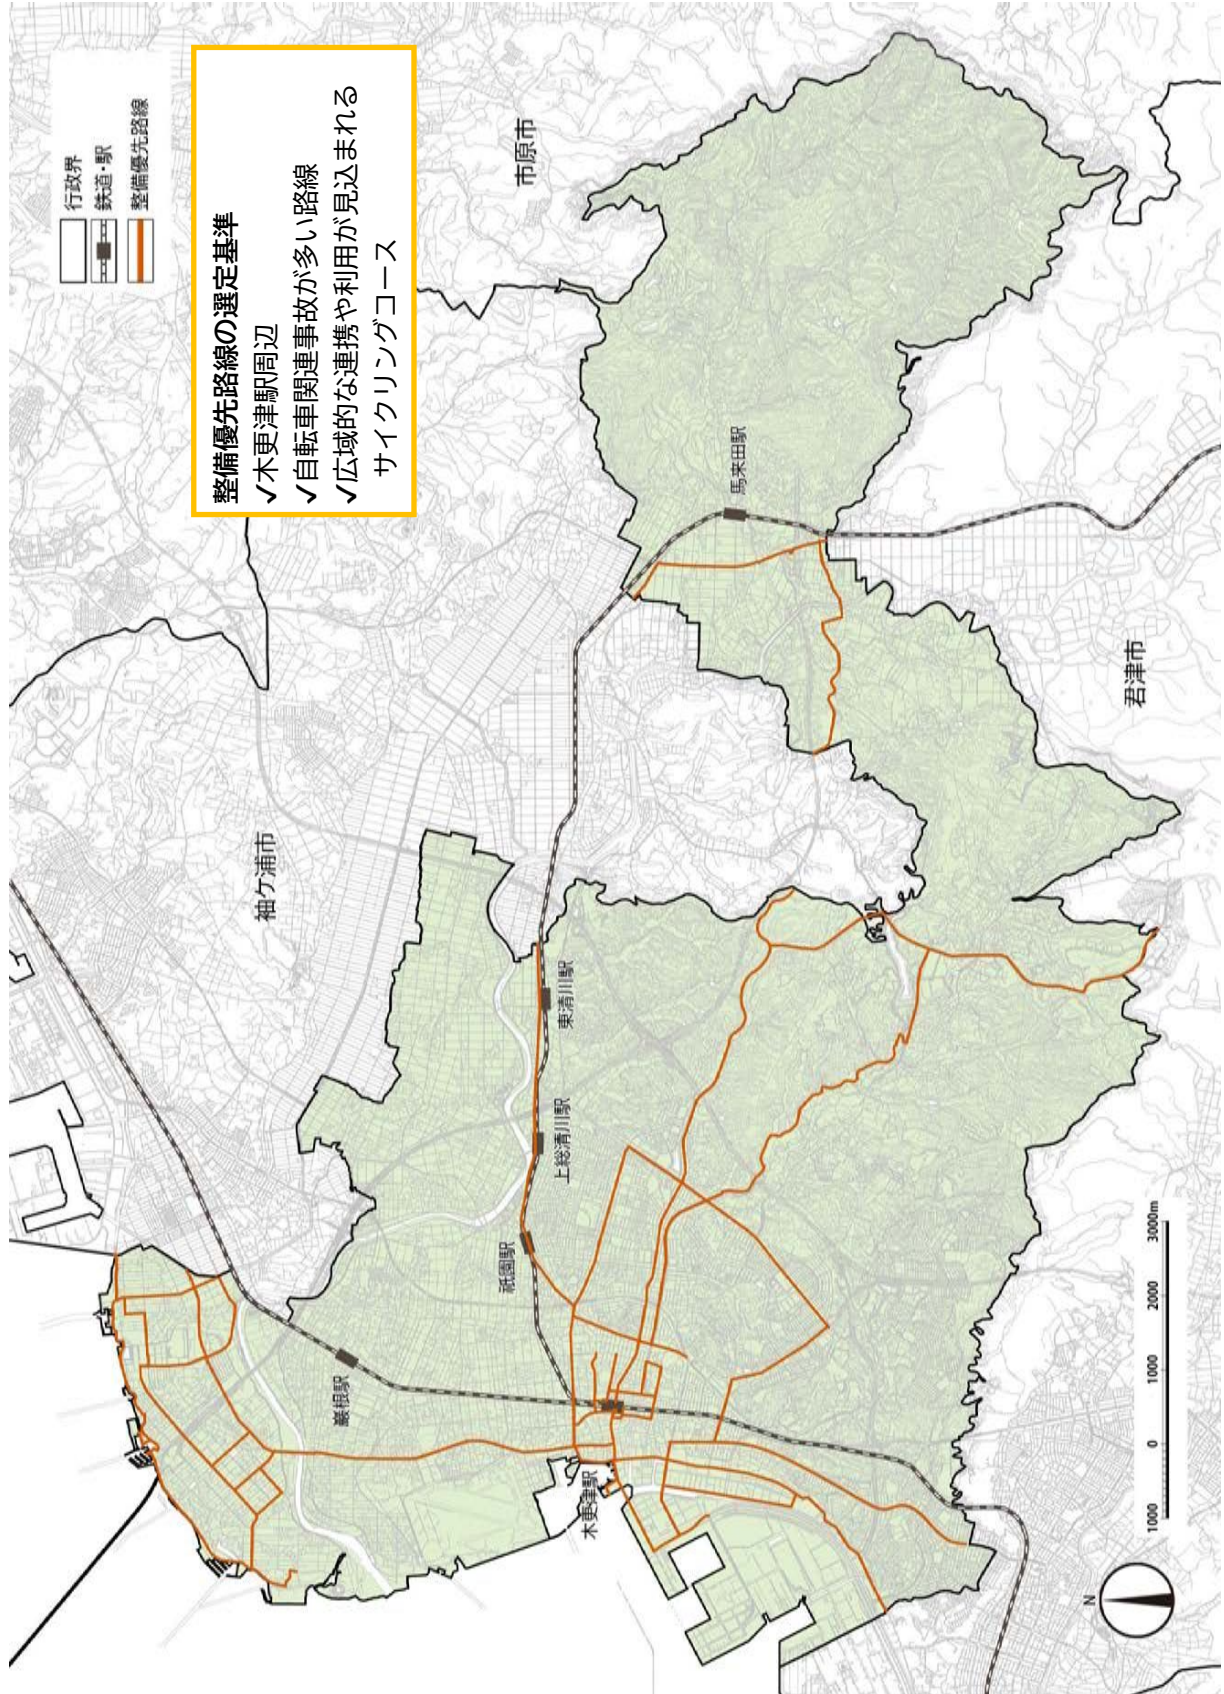 行政界
鉄道・駅
整備優先路線
整備優先路線の選定基準
✓木更津駅周辺
✓自転車関連事故が多い路線
✓広域的な連携や利用が見込まれる
サイクリングコース
市原市
袖ケ浦市
君津市
馬来田駅
東清川駅
上総清川駅
祇園駅
巖根駅
木更津駅
N
1000 0 1000 2000 3000m